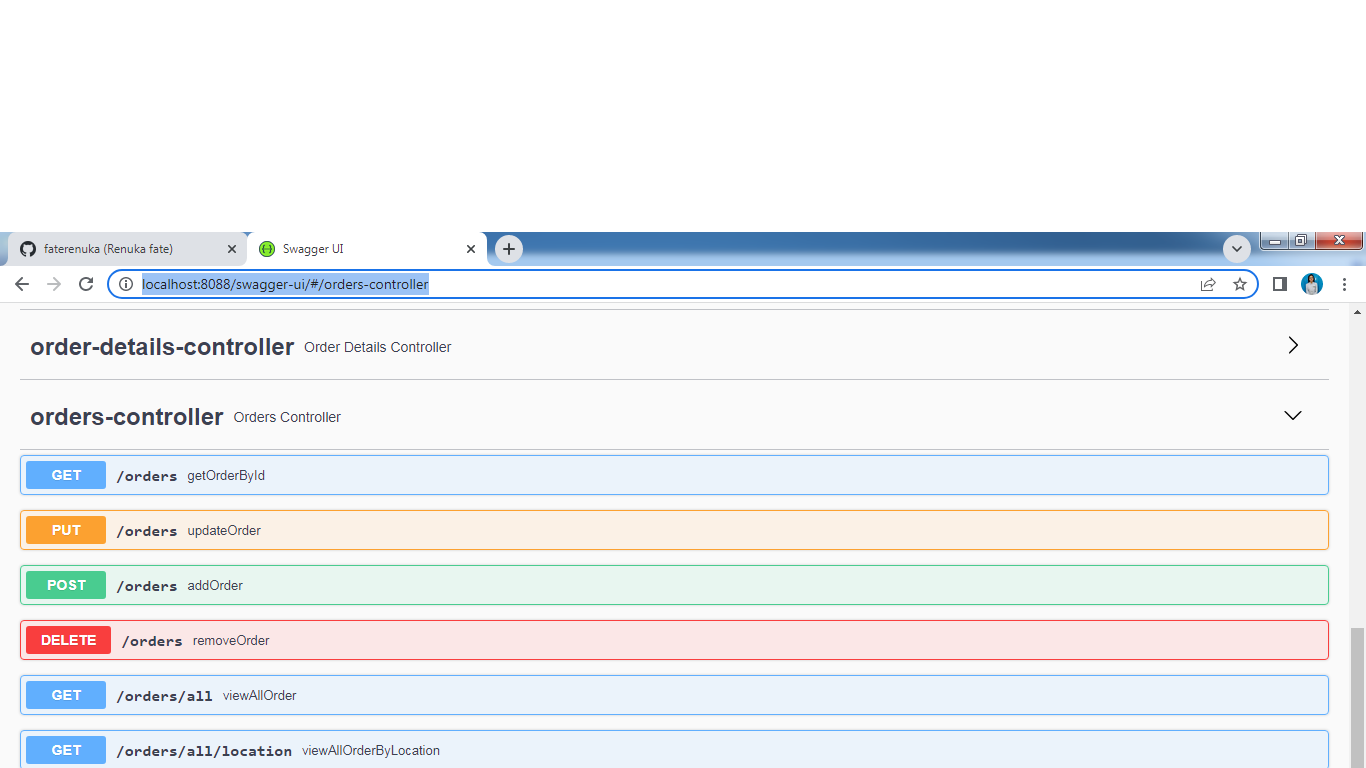 faterenuka (Renuka fate) Swagger UI
localhost:8088/swagger-ui/#/orders-controller
order-details-controller Order Details Controller
orders-controller Orders Controller
GET /orders getOrderById
PUT /orders updateOrder
POST /orders addOrder
DELETE /orders removeOrder
GET /orders/all viewAllOrder
GET /orders/all/location viewAllOrderByLocation